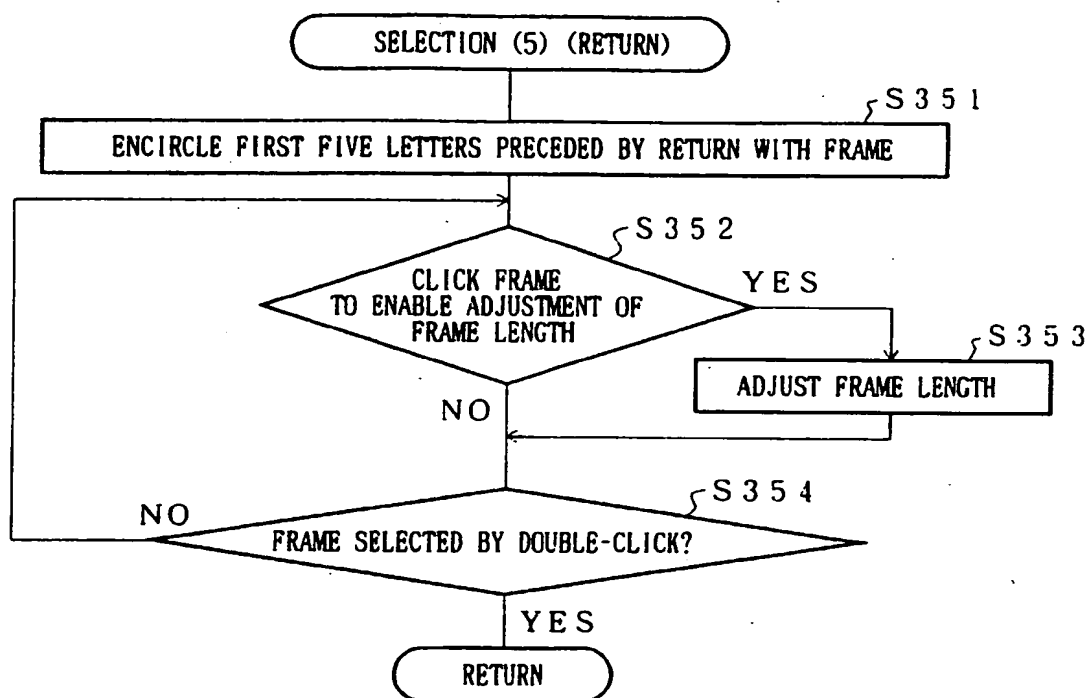 SELECTION (5) (RETURN)
S351
ENCIRCLE FIRST FIVE LETTERS PRECEDED BY RETURN WITH FRAME
S352
CLICK FRAME
TO ENABLE ADJUSTMENT OF
FRAME LENGTH
YES
S353
ADJUST FRAME LENGTH
NO
S354
NO
FRAME SELECTED BY DOUBLE-CLICK?
YES
RETURN